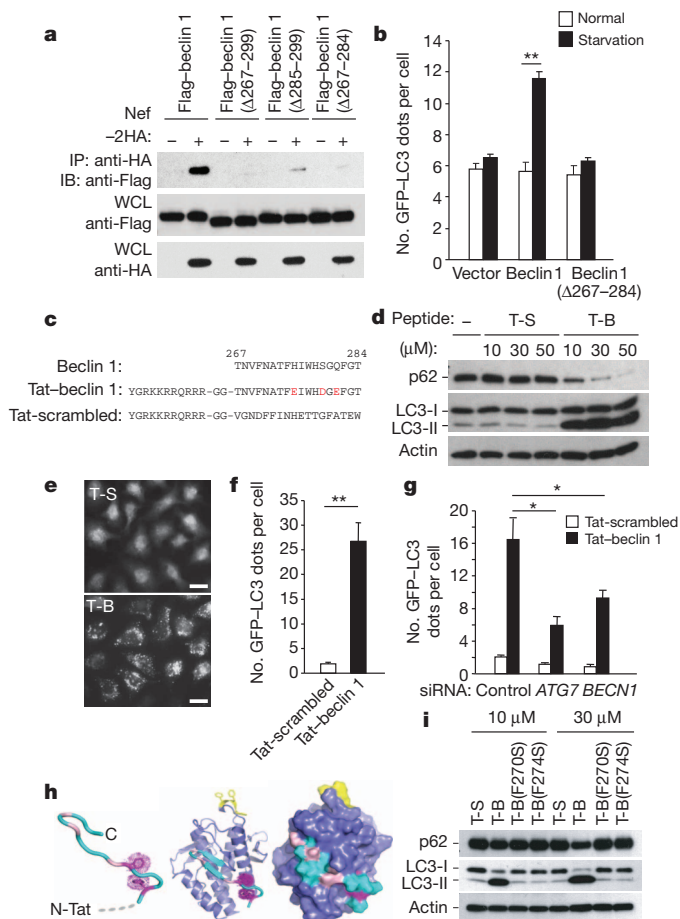 a
Flag–beclin 1
Flag–beclin 1
(Δ267–299)
Flag–beclin 1
(Δ285–299)
Flag–beclin 1
(Δ267–284)
Nef
–2HA: – + – + – + – +
IP: anti-HA
IB: anti-Flag
WCL
anti-Flag
WCL
anti-HA
b
Normal
Starvation
No. GFP–LC3 dots per cell
14
12
10
8
6
4
2
0
**
Vector Beclin 1 Beclin 1
(Δ267–284)
c
267 284
Beclin 1: TNVFNATFHIWHSGQFGT
Tat–beclin 1: YGRKKRRQRRR-GG-TNVFNATFEIWHDGEFGT
Tat-scrambled: YGRKKRRQRRR-GG-VGNDFFINHETTGFATEW
d
Peptide: – T-S T-B
(μM): 10 30 50 10 30 50
p62
LC3-I
LC3-II
Actin
e
T-S
T-B
f
No. GFP–LC3 dots per cell
35
30
25
20
15
10
5
0
**
Tat-scrambled
Tat–beclin 1
g
Tat-scrambled
Tat–beclin 1
No. GFP–LC3
dots per cell
20
16
12
8
4
0
*
*
siRNA: Control ATG7 BECN1
h
C
N-Tat
i
10 μM 30 μM
T-S
T-B
T-B(F270S)
T-B(F274S)
T-S
T-B
T-B(F270S)
T-B(F274S)
p62
LC3-I
LC3-II
Actin